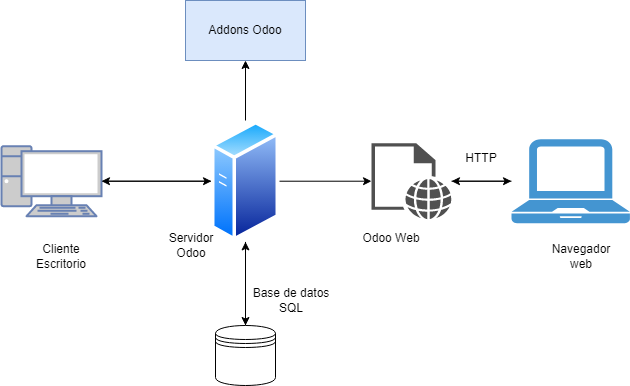 Addons Odoo
HTTP
Cliente
Escritorio
Servidor
Odoo
Odoo Web
Navegador
web
Base de datos
SQL